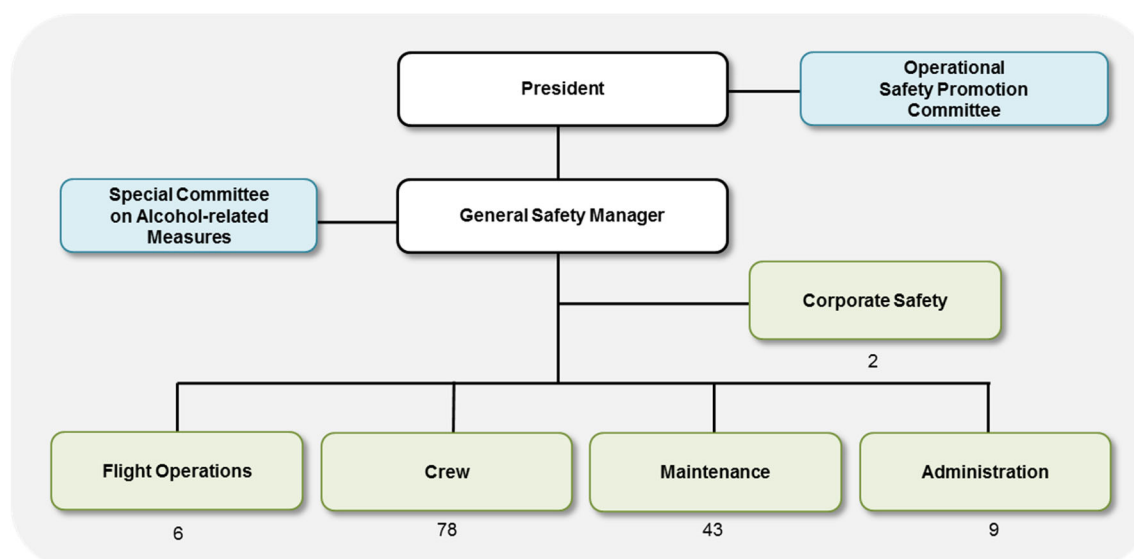 President
Operational
Safety Promotion
Committee
Special Committee
on Alcohol-related
Measures
General Safety Manager
Corporate Safety
2
Flight Operations
Crew
Maintenance
Administration
6
78
43
9